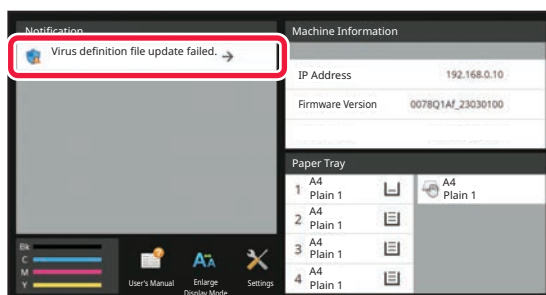 Notification
Virus definition file update failed. →
Machine Information
IP Address 192.168.0.10
Firmware Version 0078Q1Af_23030100
Paper Tray
1 A4
Plain 1
2 A4
Plain 1
3 A4
Plain 1
4 A4
Plain 1
A4
Plain 1
Bk
C
M
Y
User's Manual
Enlarge
Display Mode
Settings